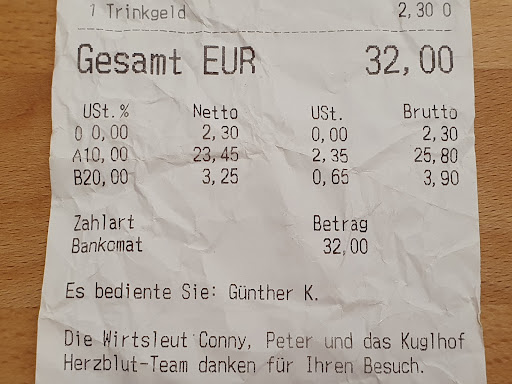 1 Trinkgeld 2,30 0
Gesamt EUR 32,00
USt.% Netto USt. Brutto
0 0,00 2,30 0,00 2,30
A10,00 23,45 2,35 25,80
B20,00 3,25 0,65 3,90
Zahlart Betrag
Bankomat 32,00
Es bediente Sie: Günther K.
Die Wirtsleut Conny, Peter und das Kuglhof
Herzblut-Team danken für Ihren Besuch.